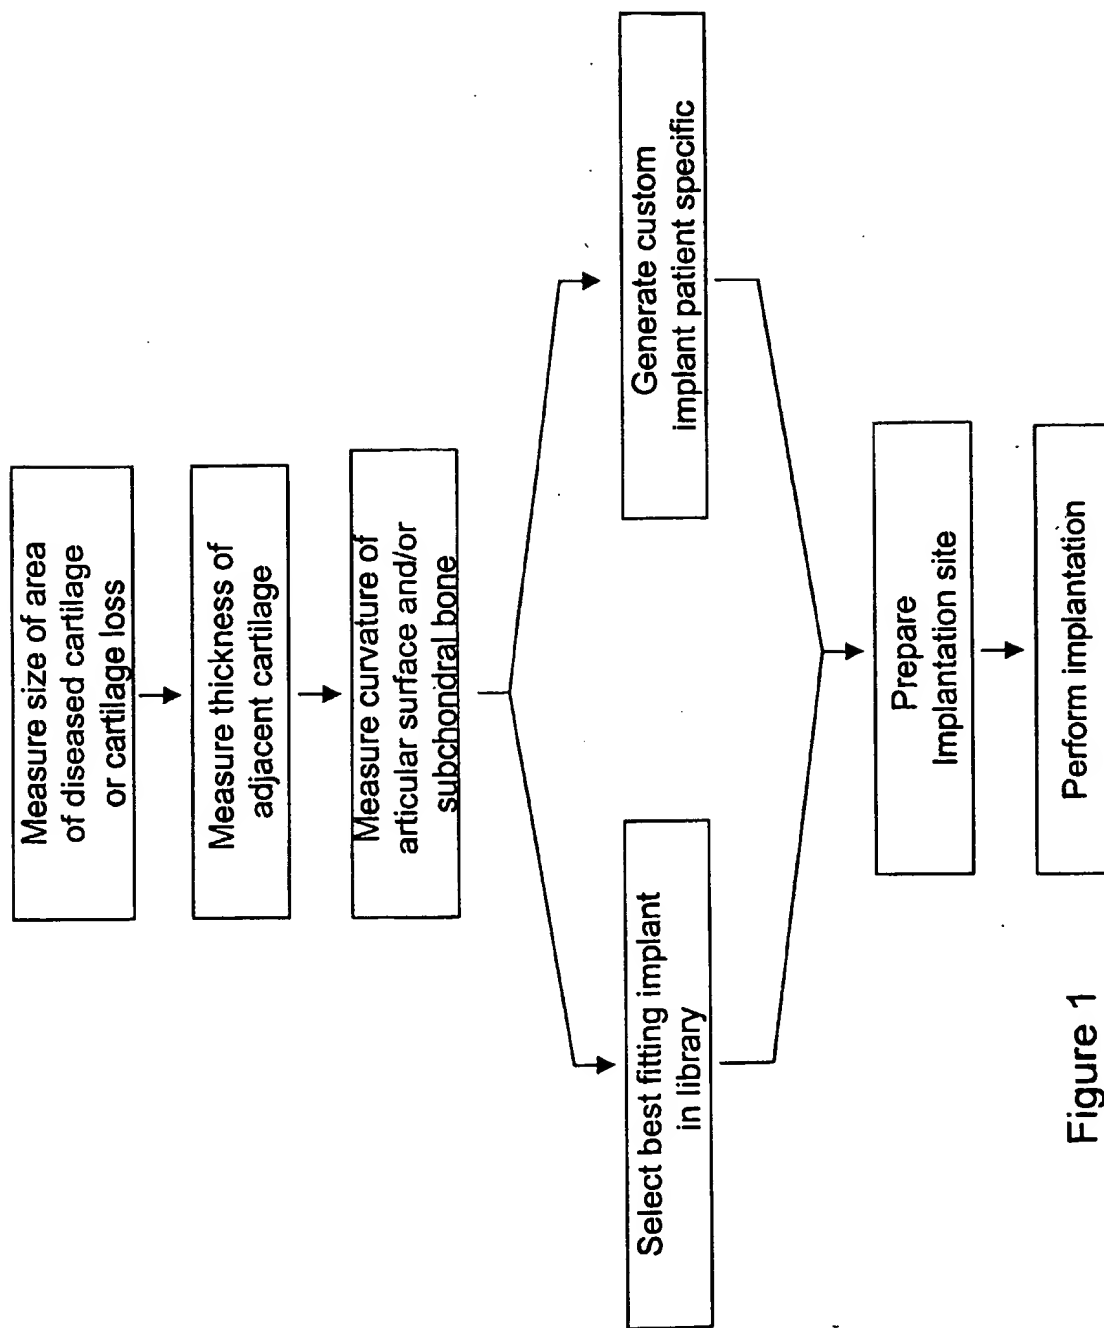 Measure size of area
of diseased cartilage
or cartilage loss
Measure thickness of
adjacent cartilage
Measure curvature of
articular surface and/or
subchondral bone
Select best fitting implant
in library
Generate custom
implant patient specific
Prepare
Implantation site
Perform implantation
Figure 1